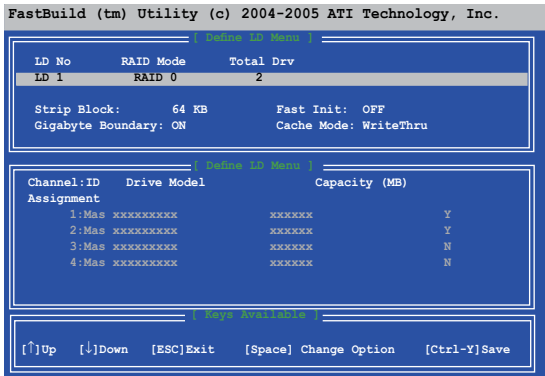 FastBuild (tm) Utility (c) 2004-2005 ATI Technology, Inc.
[ Define LD Menu ]
LD No RAID Mode Total Drv
LD 1 RAID 0 2
Strip Block: 64 KB Fast Init: OFF
Gigabyte Boundary: ON Cache Mode: WriteThru
[ Define LD Menu ]
Channel:ID Drive Model Capacity (MB)
Assignment
1:Mas xxxxxxxxx xxxxxx Y
2:Mas xxxxxxxxx xxxxxx Y
3:Mas xxxxxxxxx xxxxxx N
4:Mas xxxxxxxxx xxxxxx N
[ Keys Available ]
[↑]Up [↓]Down [ESC]Exit [Space] Change Option [Ctrl-Y]Save